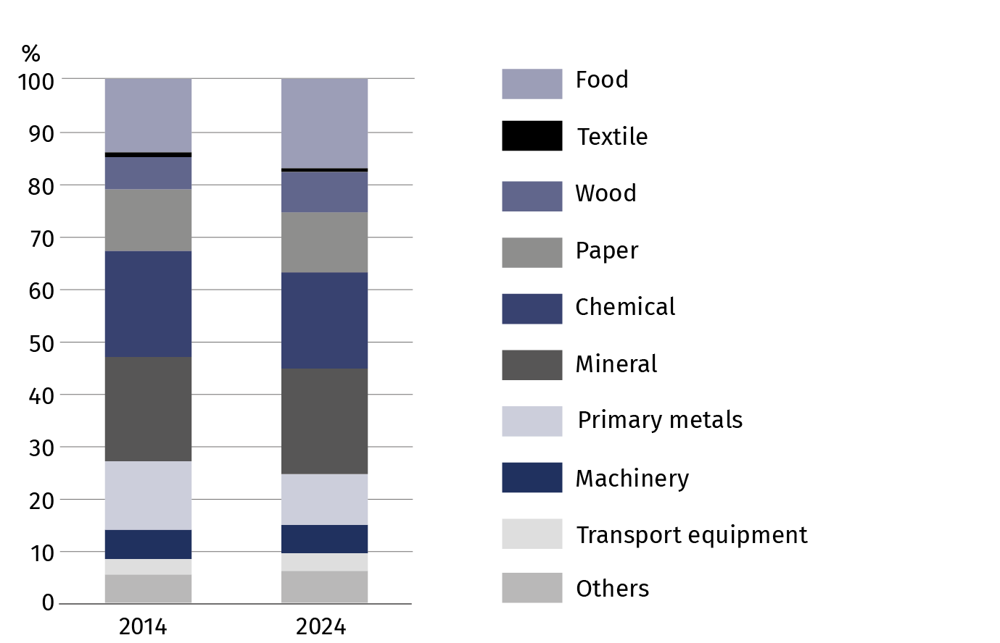 %
100
90
80
70
60
50
40
30
20
10
0
2014 2024
Food
Textile
Wood
Paper
Chemical
Mineral
Primary metals
Machinery
Transport equipment
Others